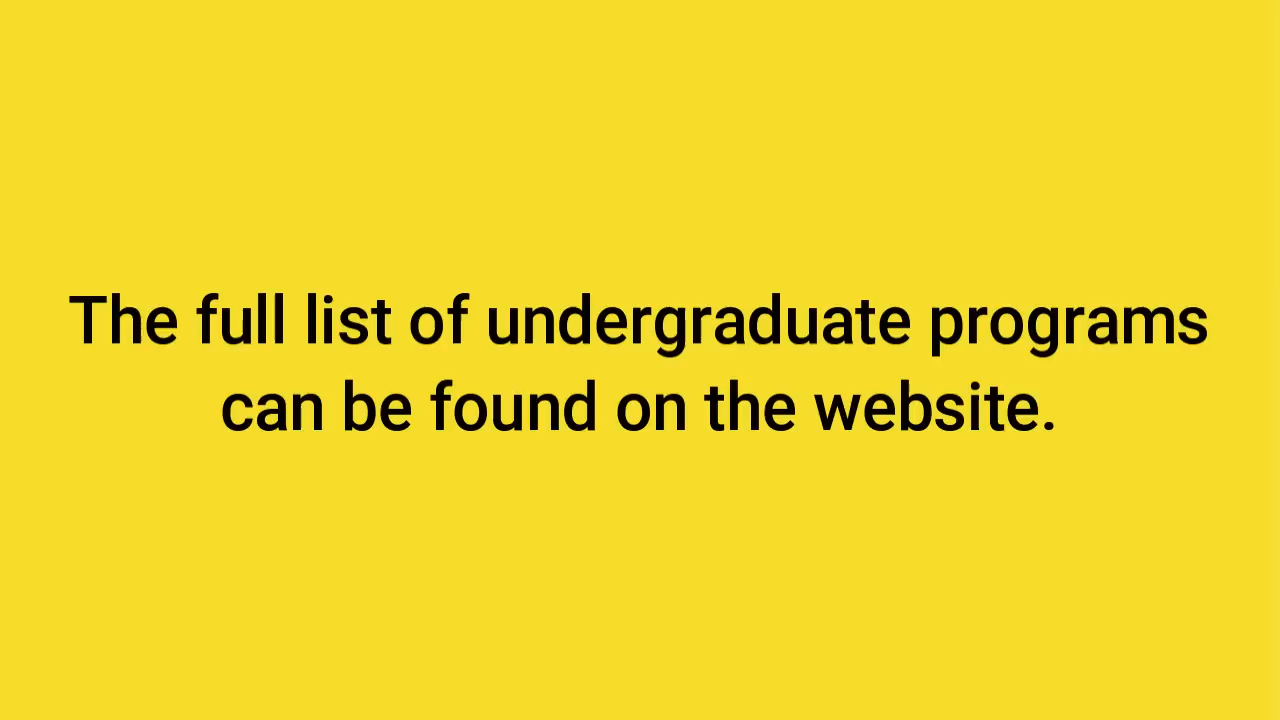 The full list of undergraduate programs
can be found on the website.